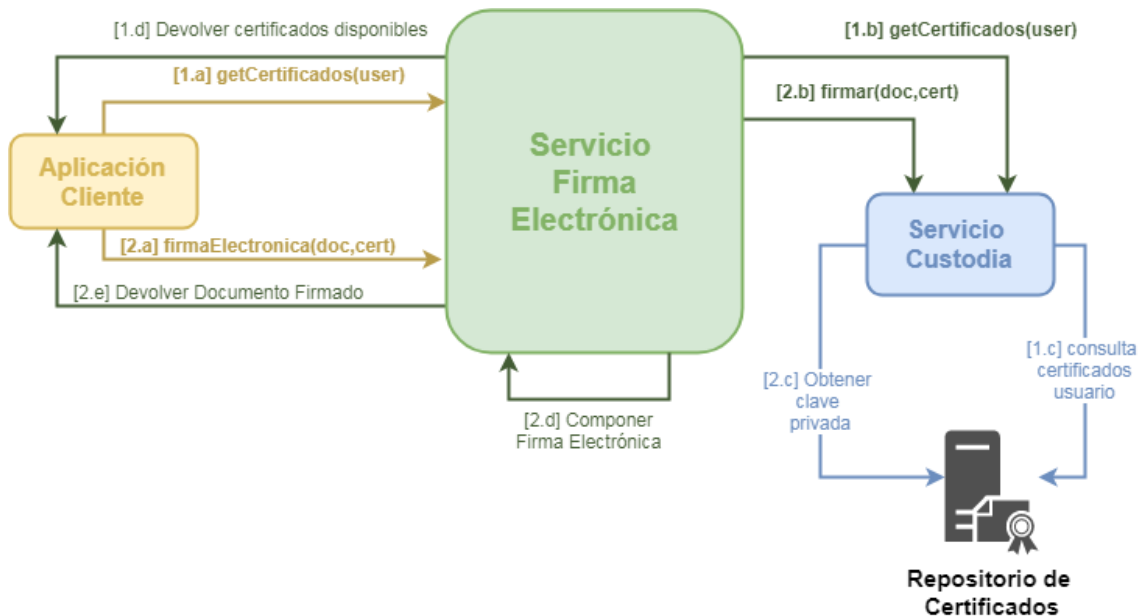 [1.d] Devolver certificados disponibles
[1.b] getCertificados(user)
[1.a] getCertificados(user)
[2.b] firmar(doc,cert)
Aplicación
Cliente
Servicio
Firma
Electrónica
Servicio
Custodia
[2.a] firmaElectronica(doc,cert)
[2.e] Devolver Documento Firmado
[1.c] consulta
certificados
usuario
[2.c] Obtener
clave
privada
[2.d] Componer
Firma Electrónica
Repositorio de
Certificados